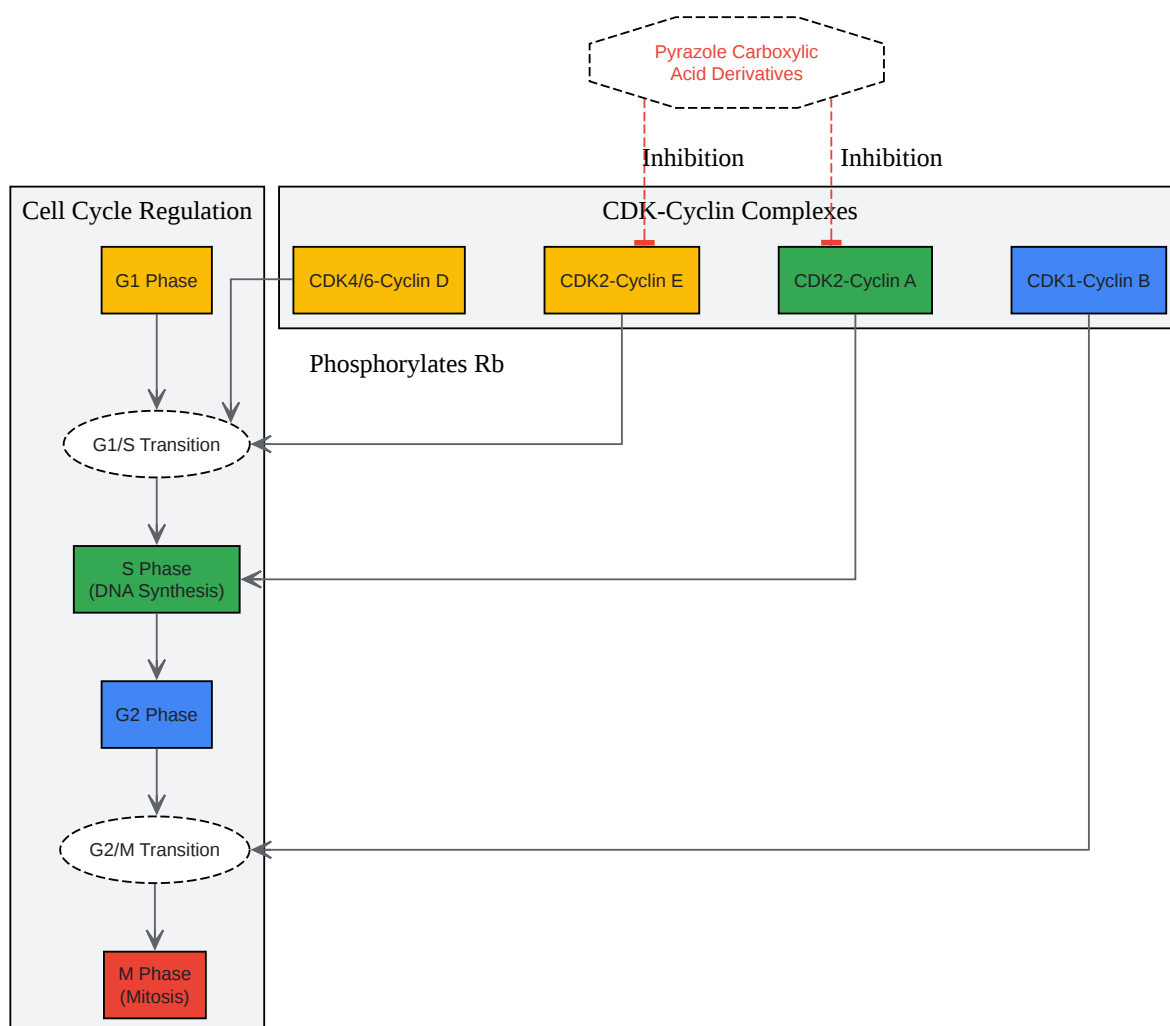 Pyrazole Carboxylic
Acid Derivatives
Inhibition
Inhibition
Cell Cycle Regulation
CDK-Cyclin Complexes
G1 Phase
CDK4/6-Cyclin D
CDK2-Cyclin E
CDK2-Cyclin A
CDK1-Cyclin B
Phosphorylates Rb
G1/S Transition
S Phase
(DNA Synthesis)
G2 Phase
G2/M Transition
M Phase
(Mitosis)